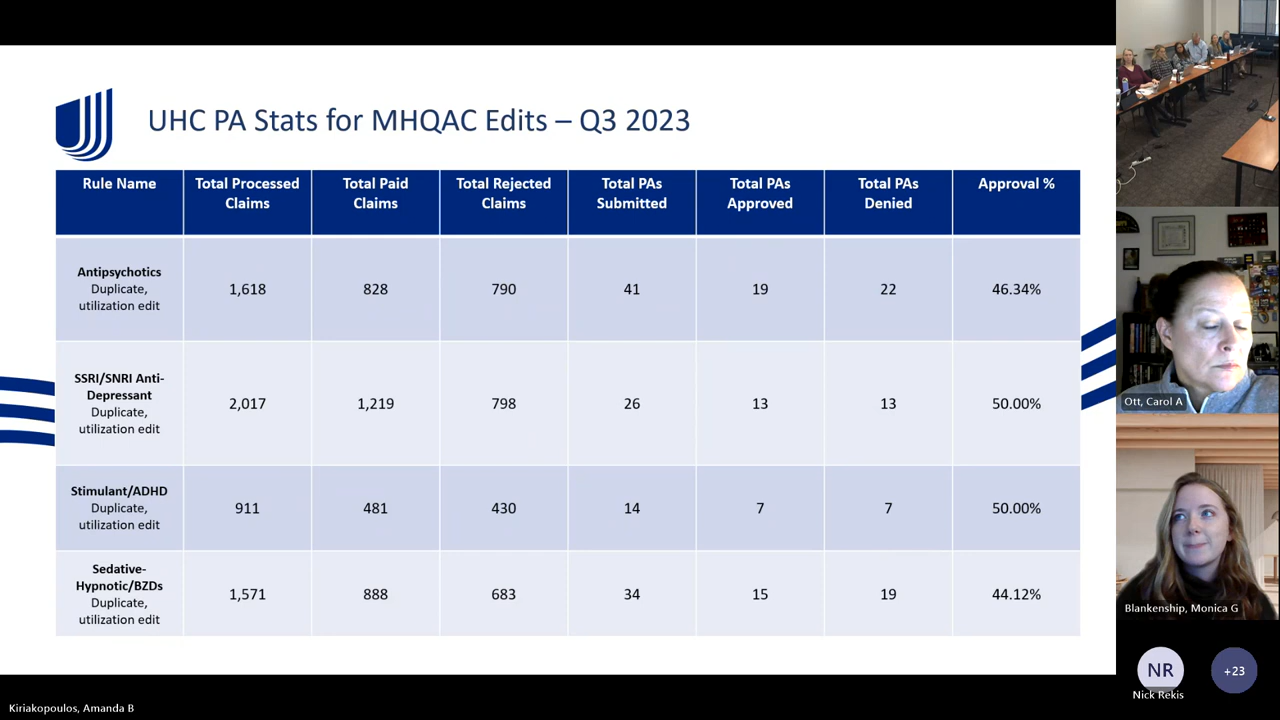 UHC PA Stats for MHQAC Edits – Q3 2023
Rule Name
Total Processed
Claims
Total Paid
Claims
Total Rejected
Claims
Total PAs
Submitted
Total PAs
Approved
Total PAs
Denied
Approval %
Antipsychotics
Duplicate,
utilization edit
1,618
828
790
41
19
22
46.34%
SSRI/SNRI Anti-
Depressant
Duplicate,
utilization edit
2,017
1,219
798
26
13
13
50.00%
Stimulant/ADHD
Duplicate,
utilization edit
911
481
430
14
7
7
50.00%
Sedative-
Hypnotic/BZDs
Duplicate,
utilization edit
1,571
888
683
34
15
19
44.12%
Ott, Carol A
Blankenship, Monica G
NR
Nick Rekis
+23
Kiriakopoulos, Amanda B